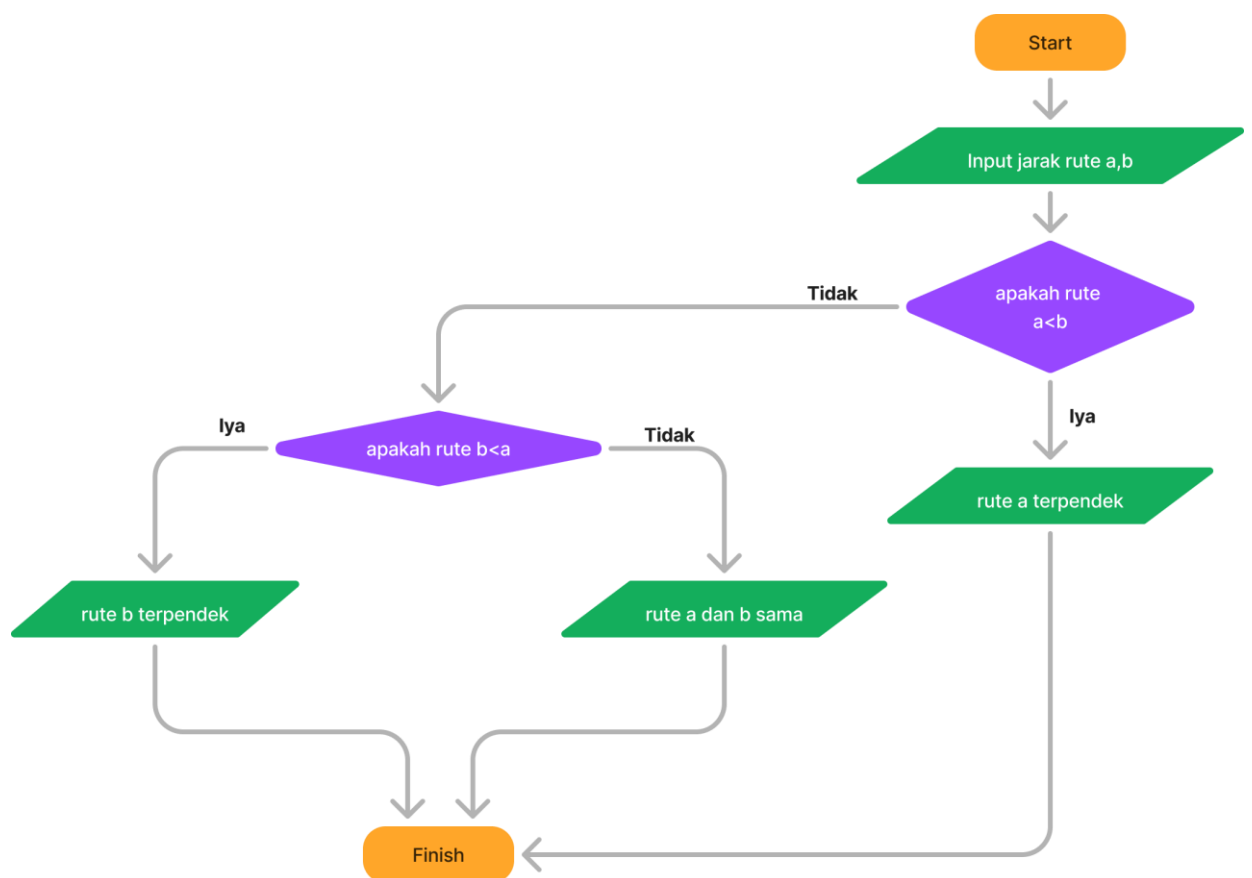 Start
Input jarak rute a,b
Tidak
apakah rute
a<b
Iya
Iya
apakah rute b<a
Tidak
rute a terpendek
rute b terpendek
rute a dan b sama
Finish